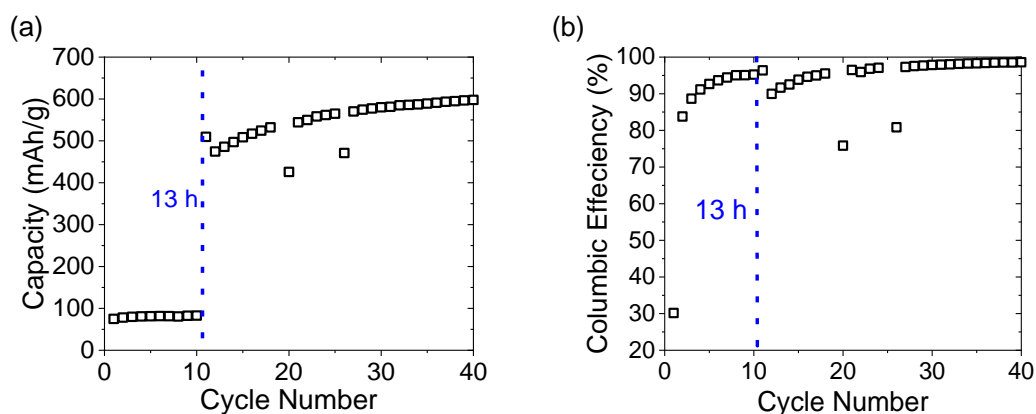 (a)
Capacity (mAh/g)
700
600
500
400
300
200
100
0
13 h
0 10 20 30 40
Cycle Number
(b)
Columbic Effeciency (%)
100
90
80
70
60
50
40
30
20
13 h
0 10 20 30 40
Cycle Number